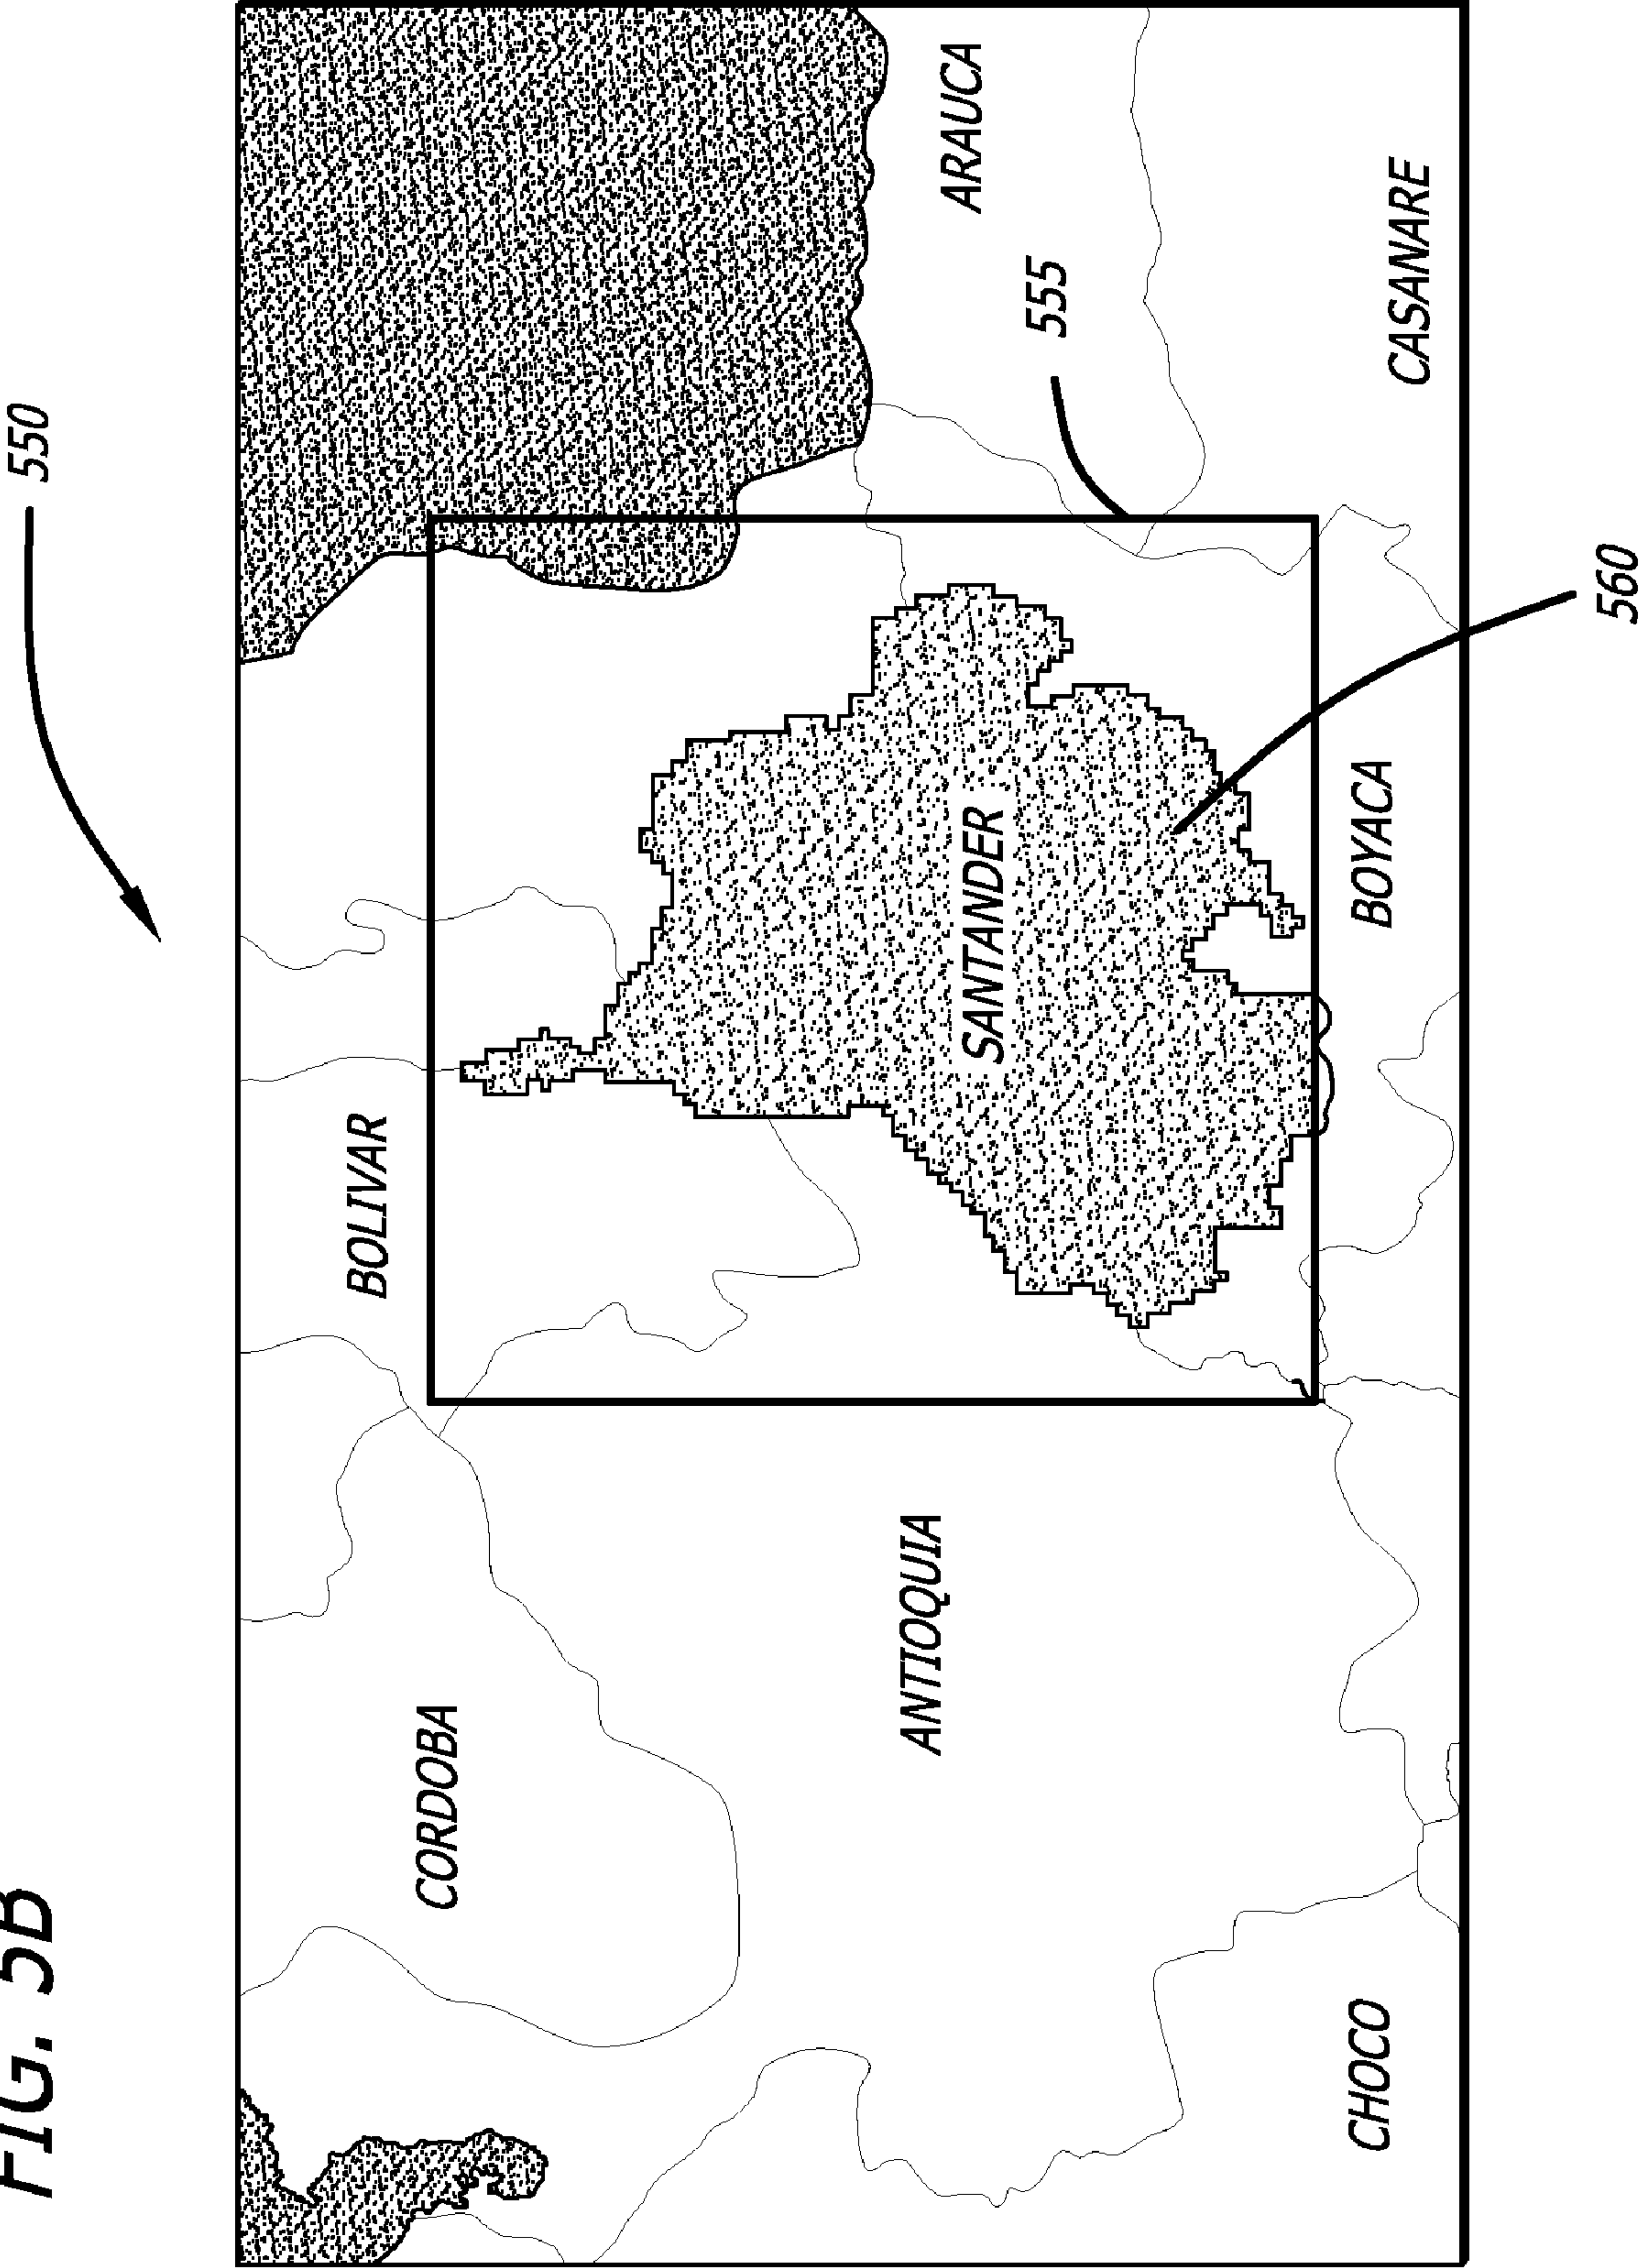 FIG. 5B
550
BOLIVAR
CORDOBA
ARAUCA
ANTIOQUIA
SANTANDER
555
CHOCO
BOYACA
CASANARE
560